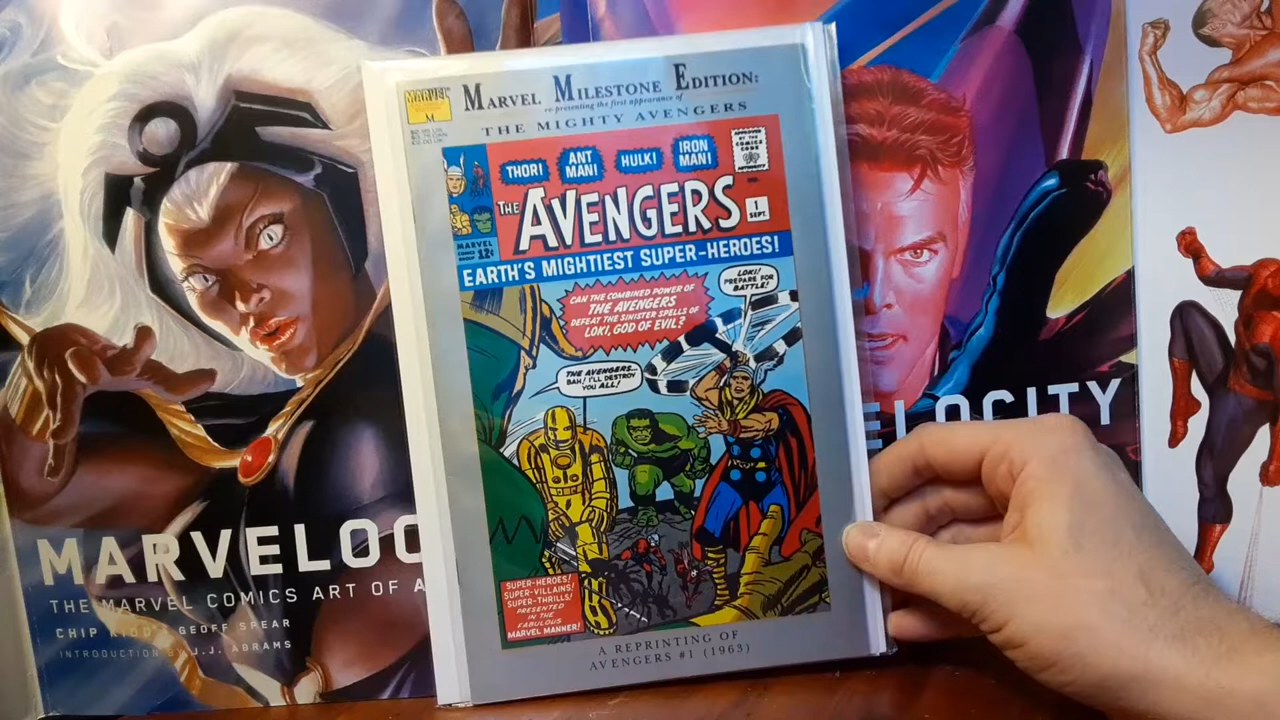 MARVEL
MARVEL MILESTONE EDITION:
re-presenting the first appearance of
THE MIGHTY AVENGERS
THOR!
ANT MAN!
HULK!
IRON MAN!
APPROVED BY THE COMICS CODE AUTHORITY
THE AVENGERS
1
SEPT.
MARVEL COMICS GROUP 12¢
EARTH'S MIGHTIEST SUPER-HEROES!
CAN THE COMBINED POWER OF
THE AVENGERS
DEFEAT THE SINISTER SPELLS OF
LOKI, GOD OF EVIL?
LOKI!
PREPARE FOR
BATTLE!
THE AVENGERS...
BAH! I'LL DESTROY
YOU ALL!
SUPER-HEROES!
SUPER-VILLAINS!
SUPER-THRILLS!
PRESENTED
IN THE
FABULOUS
MARVEL MANNER!
A REPRINTING OF
AVENGERS #1 (1963)
MARVELOC
THE MARVEL COMICS ART OF A
CHIP KIDD & GEOFF SPEAR
INTRODUCTION BY J.J. ABRAMS
ELOCITY